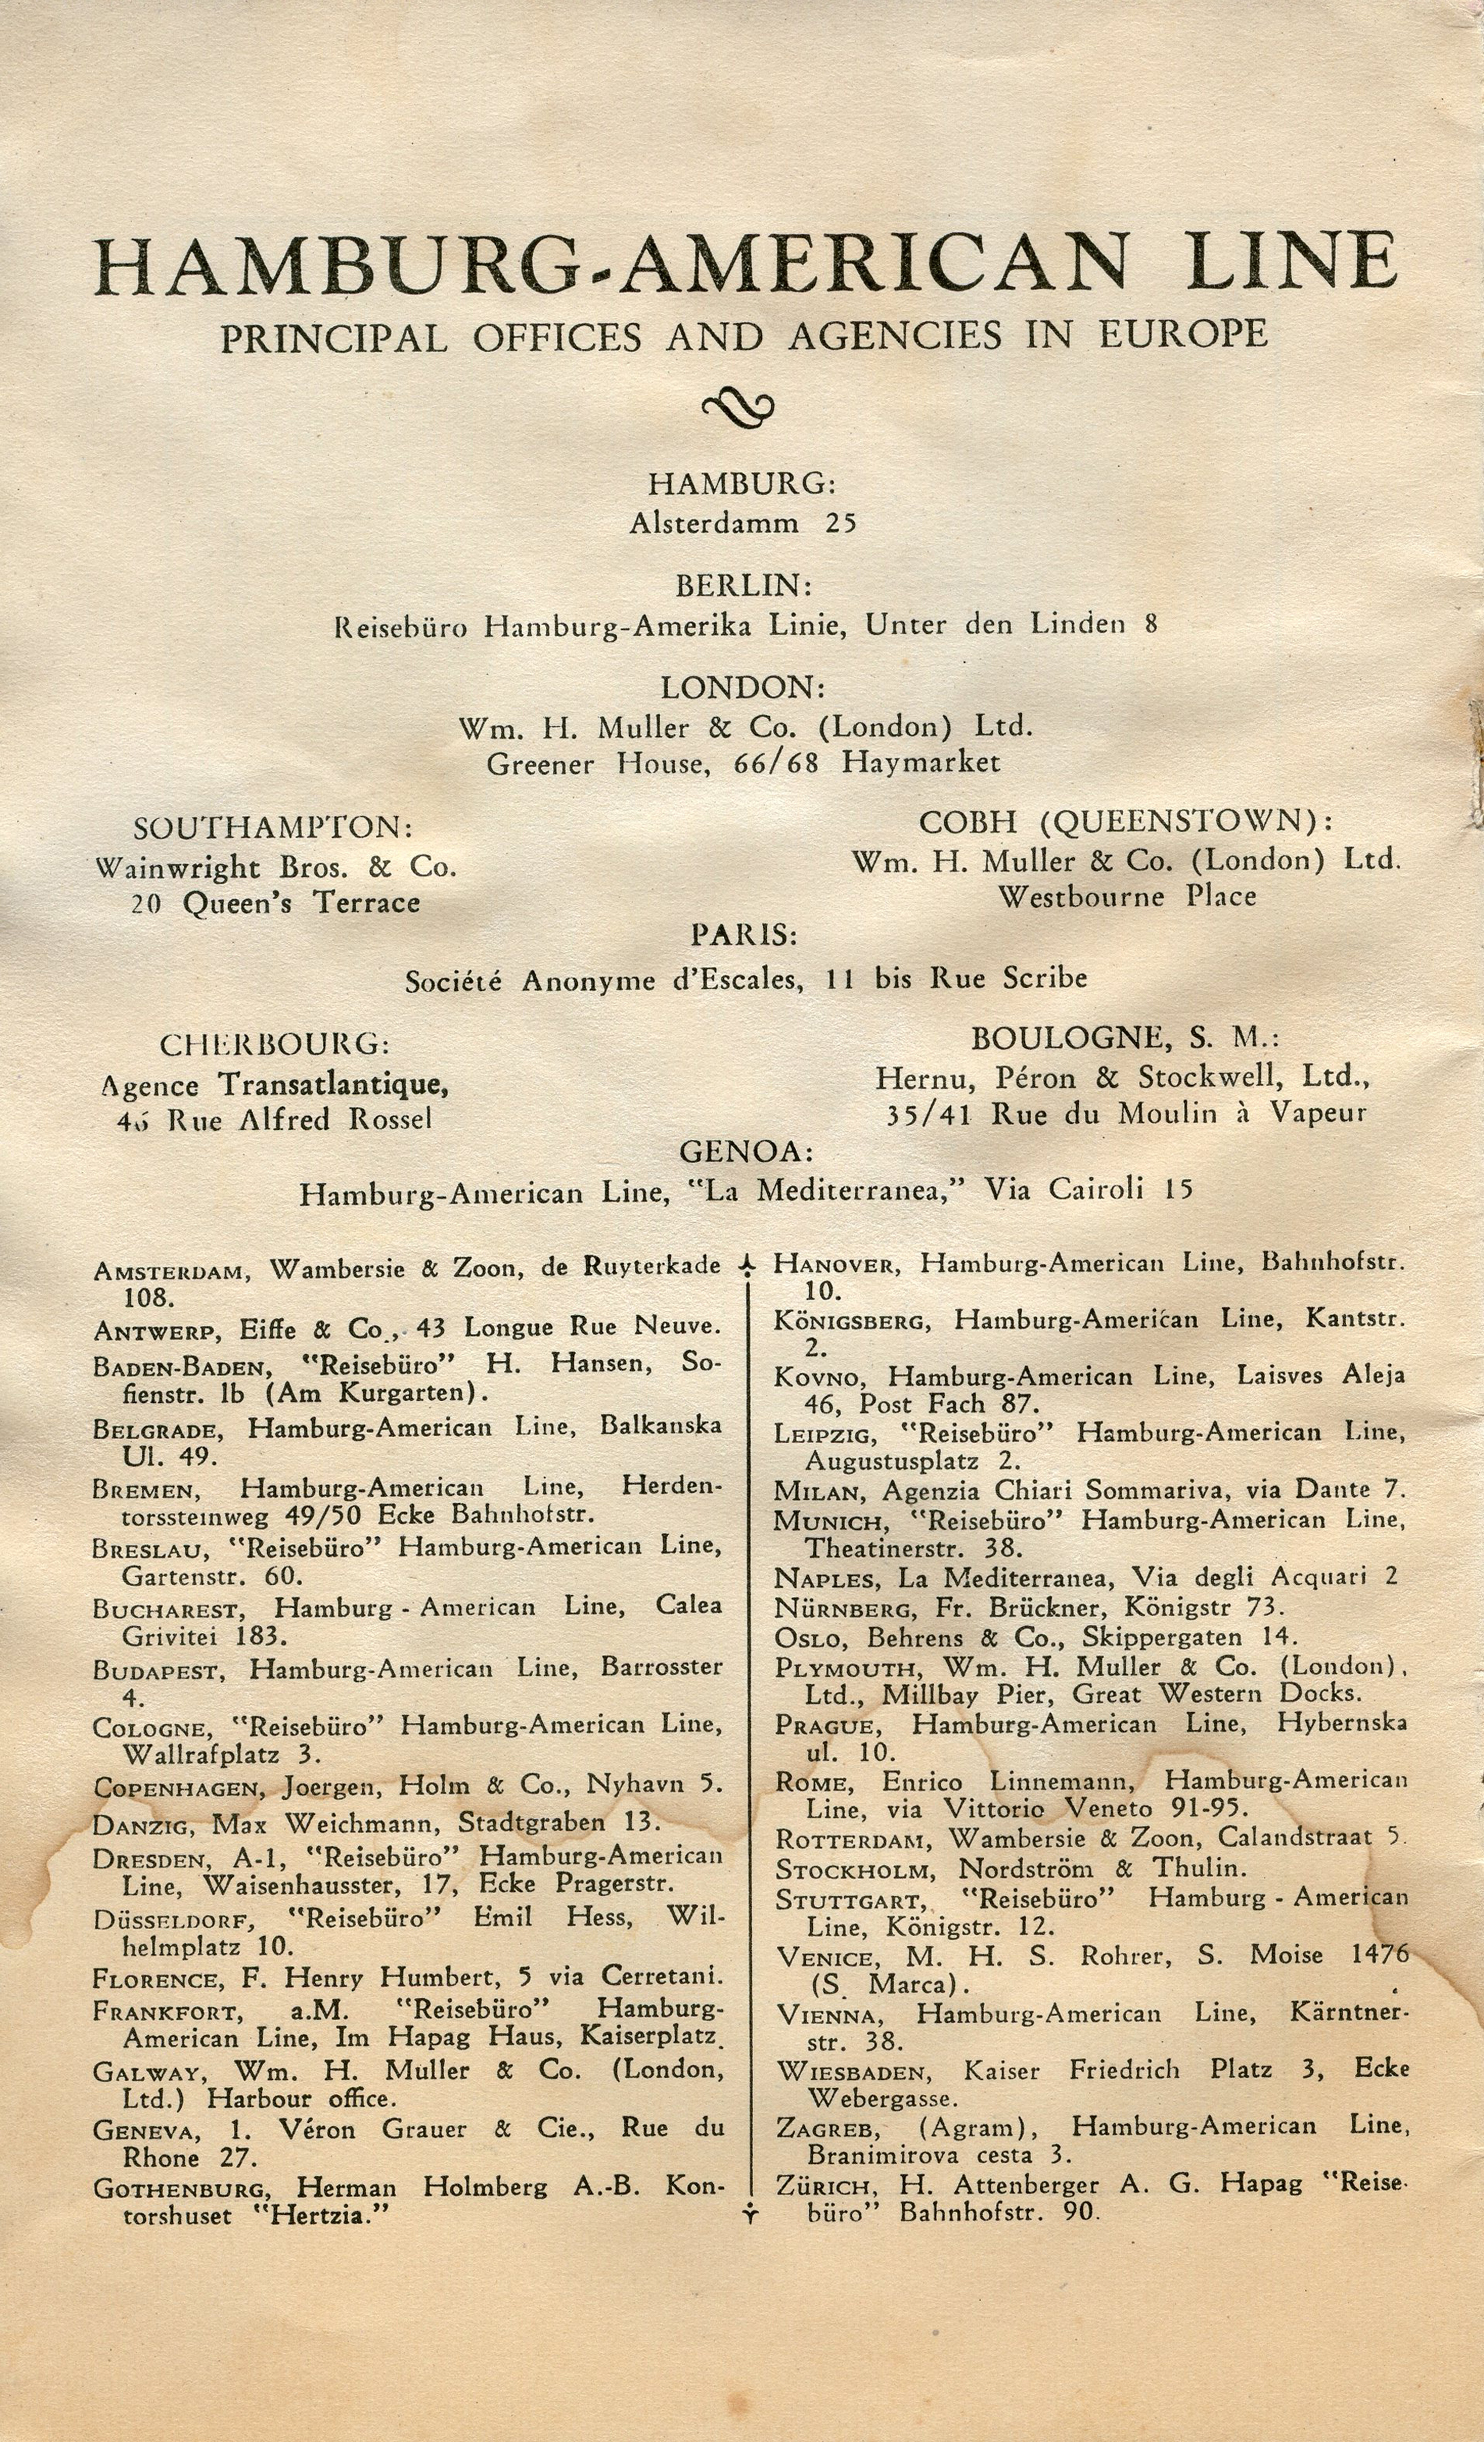 HAMBURG-AMERICAN LINE
PRINCIPAL OFFICES AND AGENCIES IN EUROPE
HAMBURG:
Alsterdamm 25
BERLIN:
Reisebüro Hamburg-Amerika Linie, Unter den Linden 8
LONDON:
Wm. H. Muller & Co. (London) Ltd.
Greener House, 66/68 Haymarket
SOUTHAMPTON:
Wainwright Bros. & Co.
20 Queen's Terrace
COBH (QUEENSTOWN):
Wm. H. Muller & Co. (London) Ltd.
Westbourne Place
PARIS:
Société Anonyme d'Escales, 11 bis Rue Scribe
CHERBOURG:
Agence Transatlantique,
Rue Alfred Rossel
BOULOGNE, S. M.:
Hernu, Péron & Stockwell, Ltd.,
35/41 Rue du Moulin à Vapeur
GENOA:
Hamburg-American Line, "La Mediterranea," Via Cairoli 15
AMSTERDAM, Wambersie & Zoon, de Ruyterkade
108.
ANTWERP, Eiffe & Co., 43 Longue Rue Neuve.
BADEN-BADEN, "Reisebüro" H. Hansen, So-
fienstr. lb (Am Kurgarten).
BELGRADE, Hamburg-American Line, Balkanska
Ul. 49.
BREMEN, Hamburg-American Line, Herden-
torssteinweg 49/50 Ecke Bahnhofstr.
BRESLAU, "Reisebüro" Hamburg-American Line,
Gartenstr. 60.
BUCHAREST, Hamburg - American Line, Calea
Grivitei 183.
BUDAPEST, Hamburg-American Line, Barrosster
4.
COLOGNE, "Reisebüro" Hamburg-American Line,
Wallrafplatz 3.
COPENHAGEN, Joergen, Holm & Co., Nyhavn 5.
DANZIG, Max Weichmann, Stadtgraben 13.
DRESDEN, A-1, "Reisebüro" Hamburg-American
Line, Waisenhausster, 17, Ecke Pragerstr.
DÜSSELDORF, "Reisebüro" Emil Hess, Wil-
helmplatz 10.
FLORENCE, F. Henry Humbert, 5 via Cerretani.
FRANKFORT, a.M. "Reisebüro" Hamburg-
American Line, Im Hapag Haus, Kaiserplatz.
GALWAY, Wm. H. Muller & Co. (London,
Ltd.) Harbour office.
GENEVA, 1. Véron Grauer & Cie., Rue du
Rhone 27.
GOTHENBURG, Herman Holmberg A.-B. Kon-
torshuset "Hertzia."
HANOVER, Hamburg-American Line, Bahnhofstr.
10.
KÖNIGSBERG, Hamburg-American Line, Kantstr.
2.
KOVNO, Hamburg-American Line, Laisves Aleja
46, Post Fach 87.
LEIPZIG, "Reisebüro" Hamburg-American Line,
Augustusplatz 2.
MILAN, Agenzia Chiari Sommariva, via Dante 7.
MUNICH, "Reisebüro" Hamburg-American Line,
Theatinerstr. 38.
NAPLES, La Mediterranea, Via degli Acquari 2
NÜRNBERG, Fr. Brückner, Königstr 73.
OSLO, Behrens & Co., Skippergaten 14.
PLYMOUTH, Wm. H. Muller & Co. (London),
Ltd., Millbay Pier, Great Western Docks.
PRAGUE, Hamburg-American Line, Hybernska
ul. 10.
ROME, Enrico Linnemann, Hamburg-American
Line, via Vittorio Veneto 91-95.
ROTTERDAM, Wambersie & Zoon, Calandstraat 5.
STOCKHOLM, Nordström & Thulin.
STUTTGART, "Reisebüro" Hamburg - American
Line, Königstr. 12.
VENICE, M. H. S. Rohrer, S. Moise 1476
(S. Marca).
VIENNA, Hamburg-American Line, Kärntner-
str. 38.
WIESBADEN, Kaiser Friedrich Platz 3, Ecke
Webergasse.
ZAGREB, (Agram), Hamburg-American Line,
Branimirova cesta 3.
ZÜRICH, H. Attenberger A. G. Hapag "Reise-
büro" Bahnhofstr. 90.